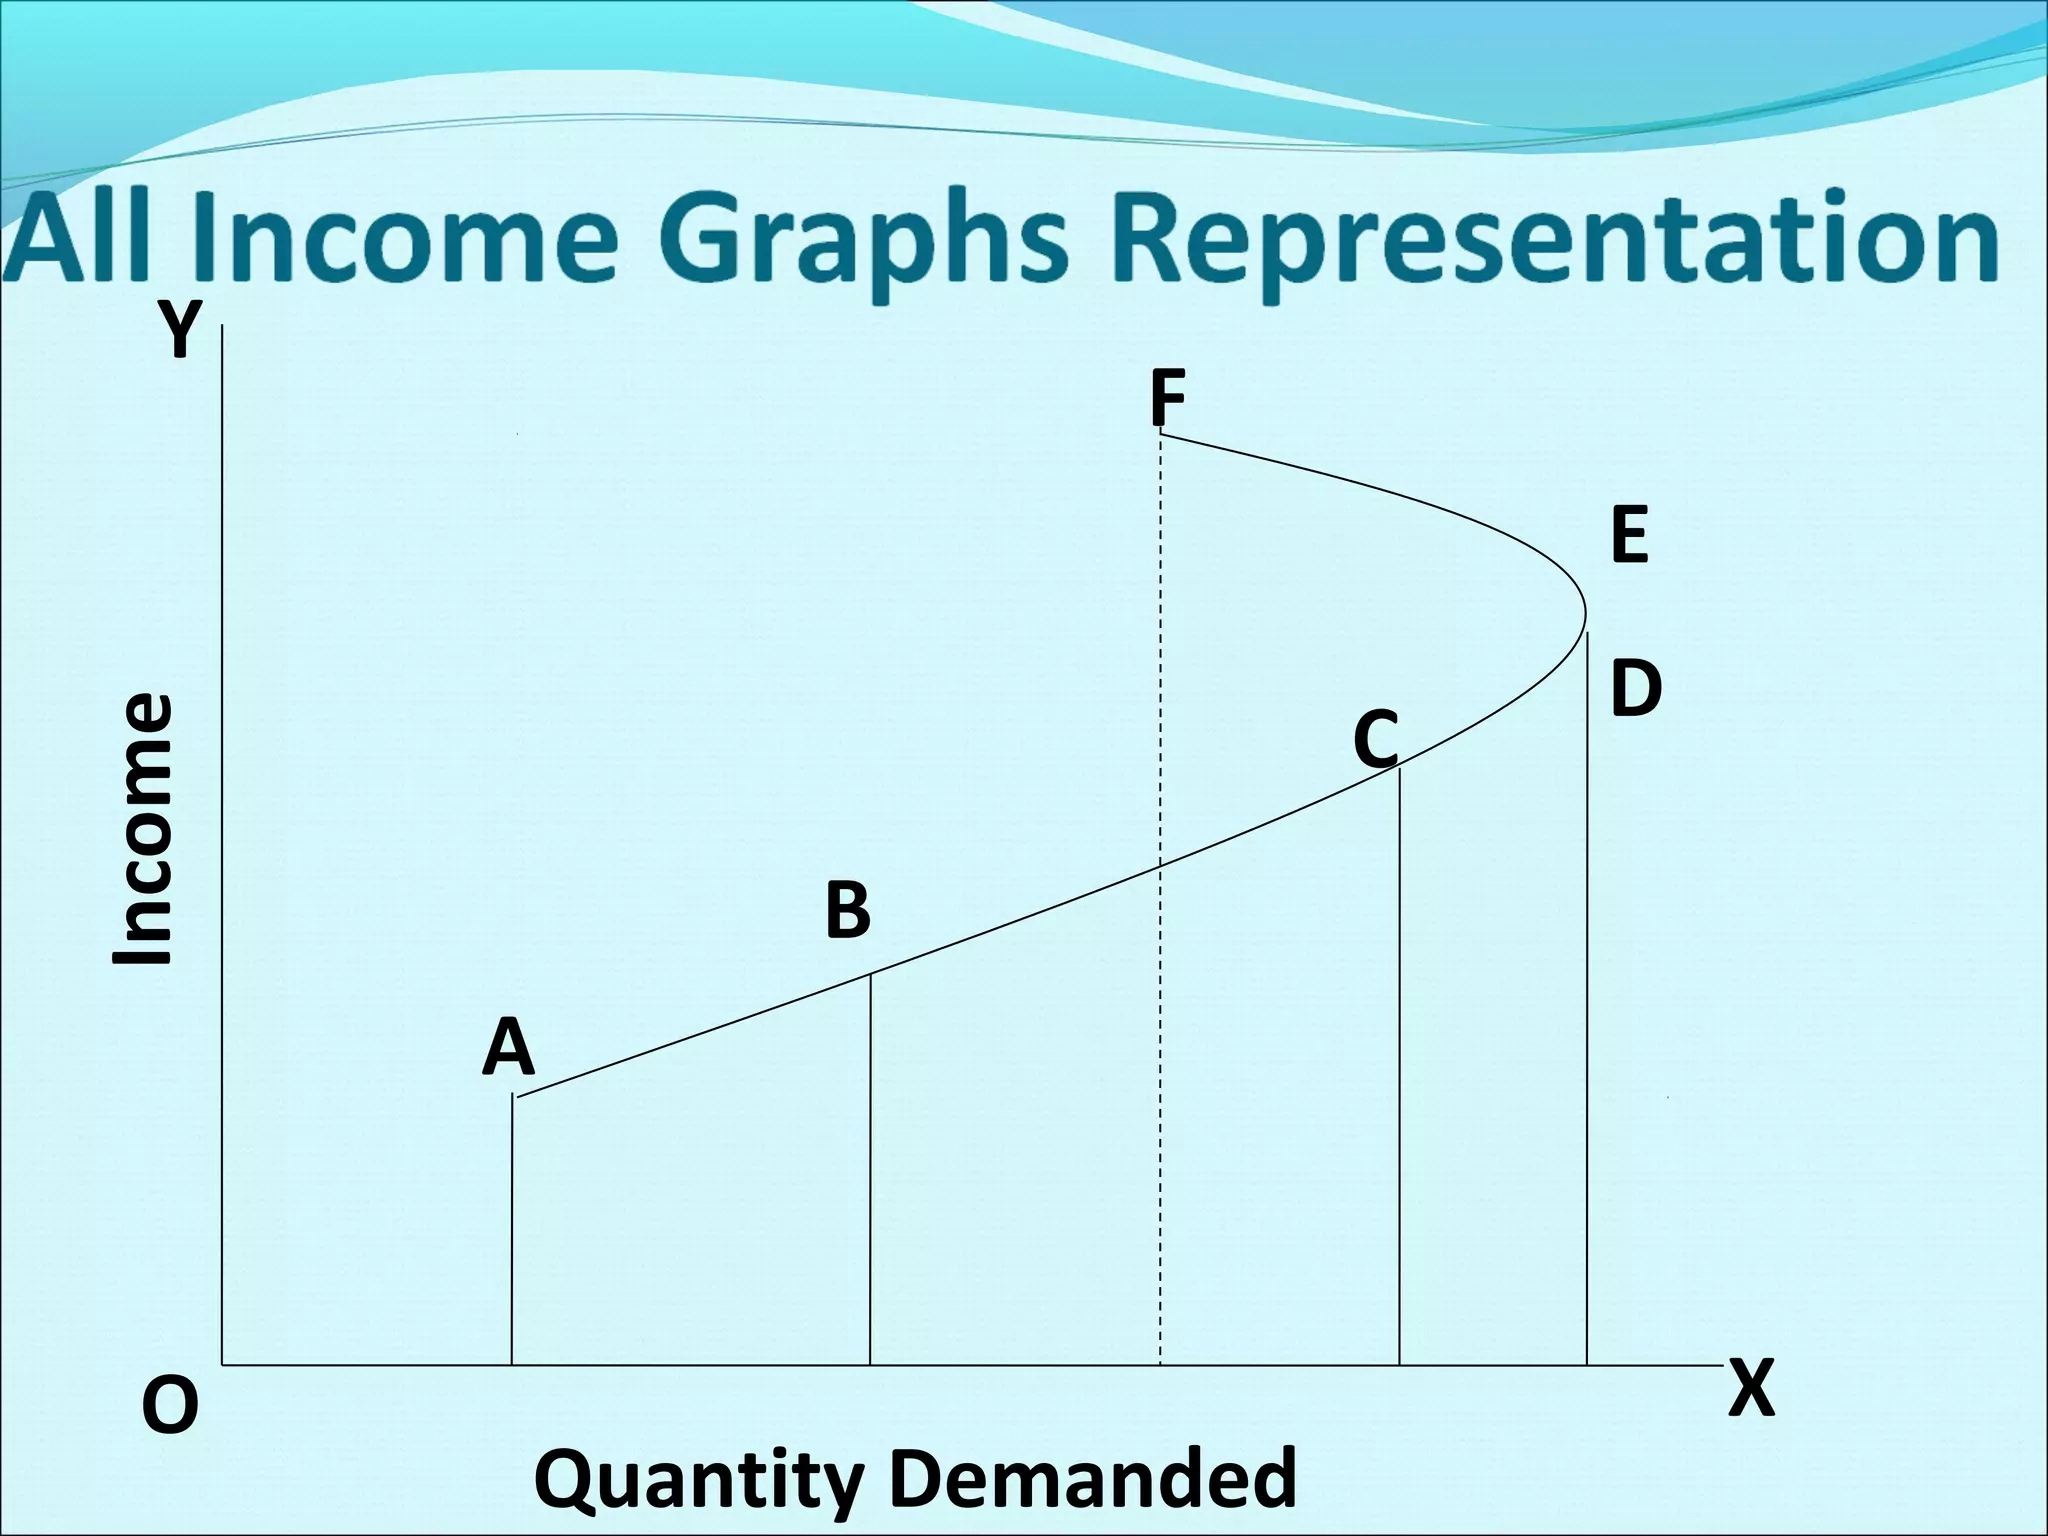 All Income Graphs Representation
Y
F
E
D
C
Income
B
A
O
X
Quantity Demanded